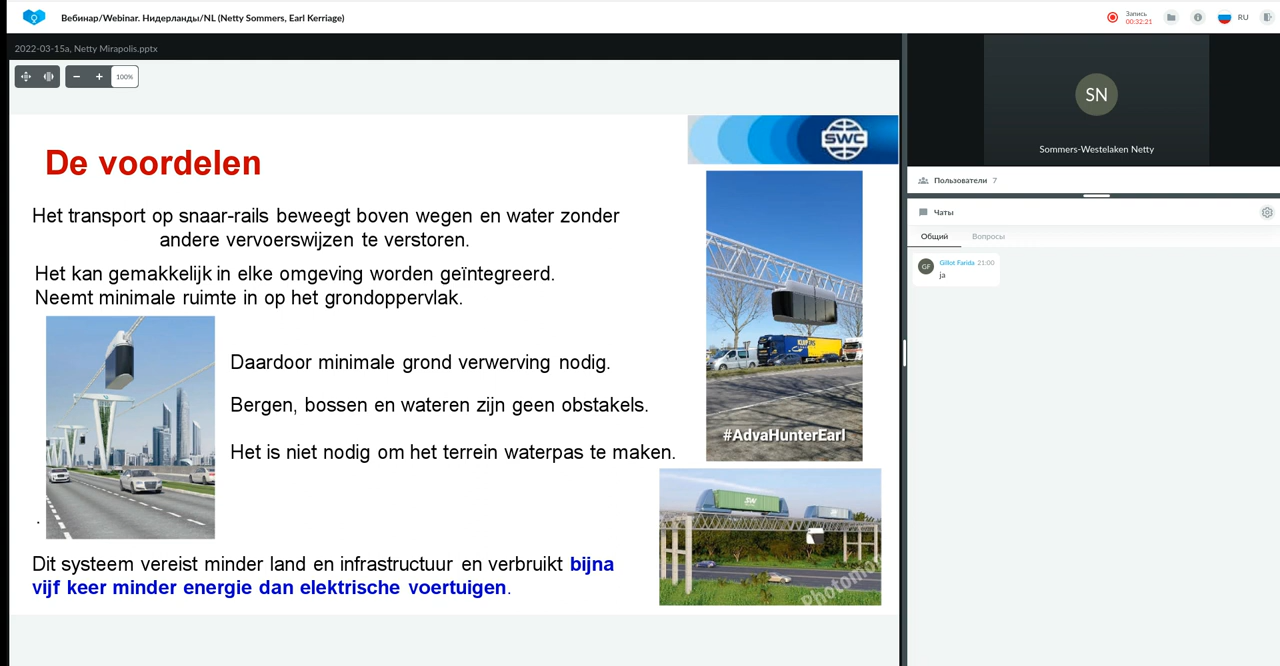 Вебинар/Webinar. Нидерланды/NL (Netty Sommers, Earl Kerriage)
Запись
00:32:21
RU
2022-03-15a, Netty Mirapolis.pptx
100%
De voordelen
SWC
Het transport op snaar-rails beweegt boven wegen en water zonder
andere vervoerswijzen te verstoren.
Het kan gemakkelijk in elke omgeving worden geïntegreerd.
Neemt minimale ruimte in op het grondoppervlak.
Daardoor minimale grond verwerving nodig.
Bergen, bossen en wateren zijn geen obstakels.
Het is niet nodig om het terrein waterpas te maken.
.
#AdvaHunterEarl
SW
Photomon
Dit systeem vereist minder land en infrastructuur en verbruikt bijna
vijf keer minder energie dan elektrische voertuigen.
SN
Sommers-Westelaken Netty
Пользователи 7
Чаты
Общий
Вопросы
GF
Gillot Farida 21:00
ja